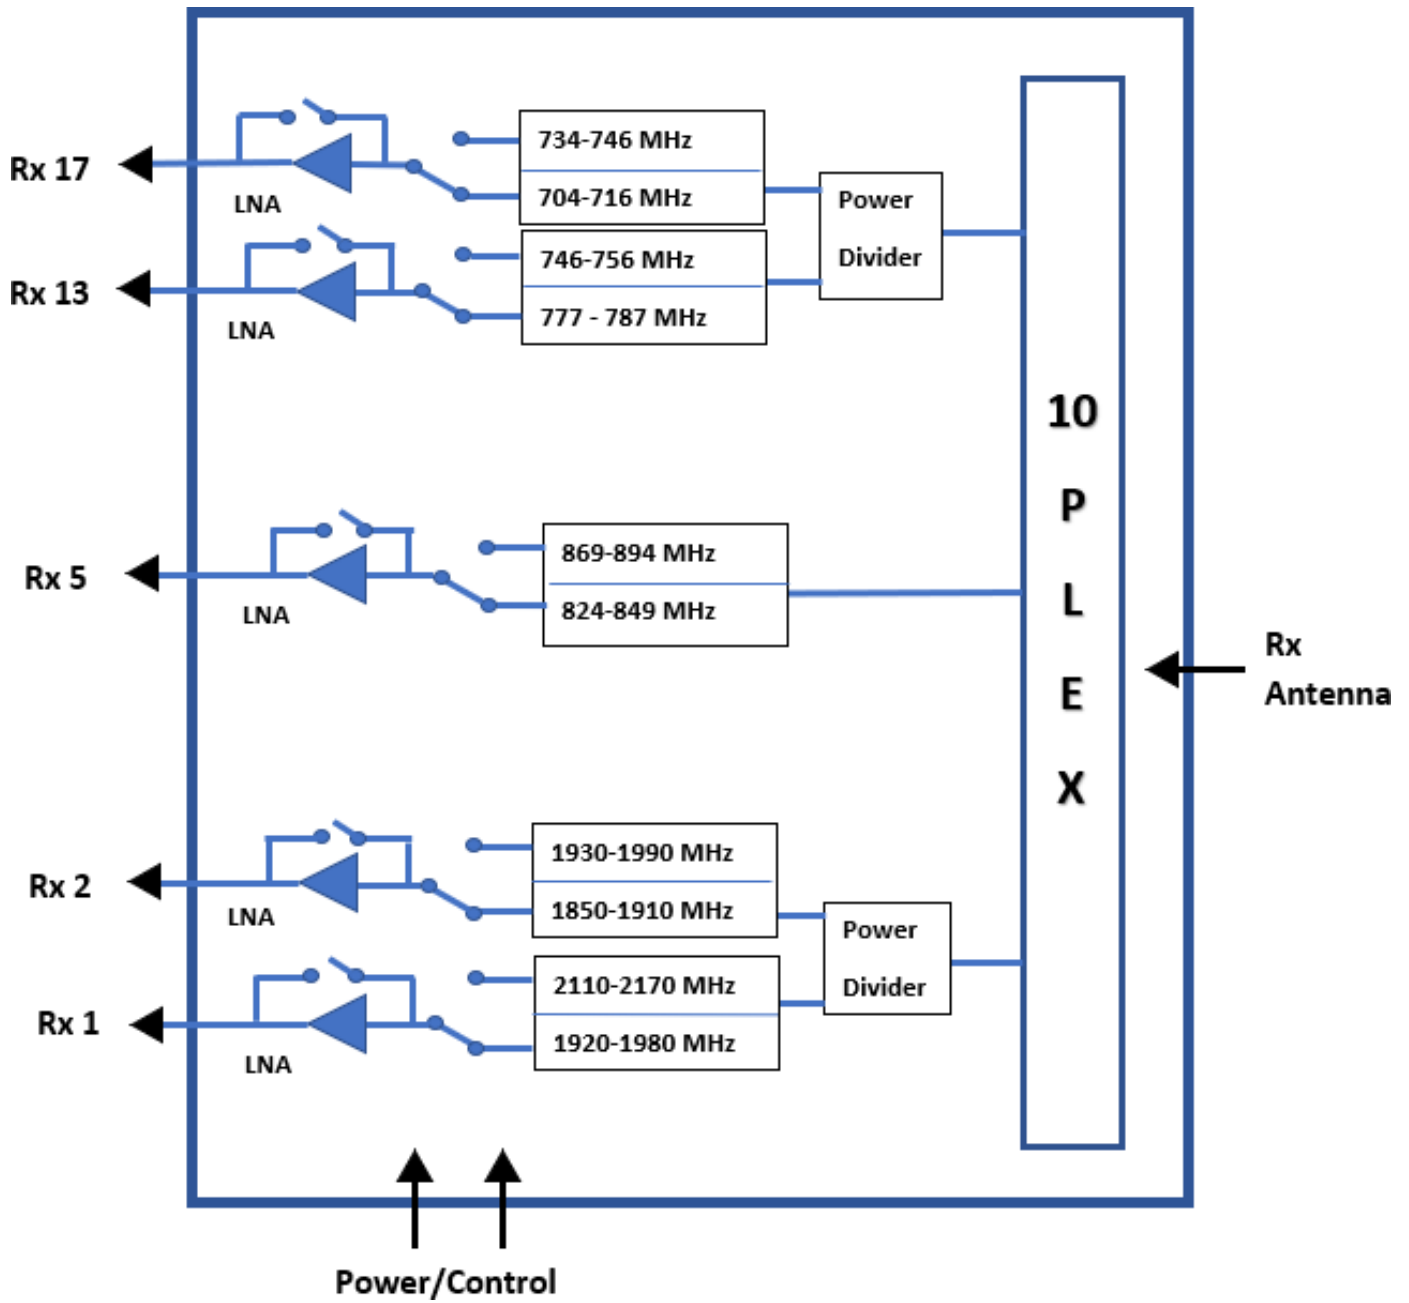 Rx 17
LNA
734-746 MHz
704-716 MHz
Power
Divider
Rx 13
LNA
746-756 MHz
777 - 787 MHz
10
P
L
E
X
Rx 5
LNA
869-894 MHz
824-849 MHz
Rx
Antenna
Rx 2
LNA
1930-1990 MHz
1850-1910 MHz
Power
Divider
Rx 1
LNA
2110-2170 MHz
1920-1980 MHz
Power/Control